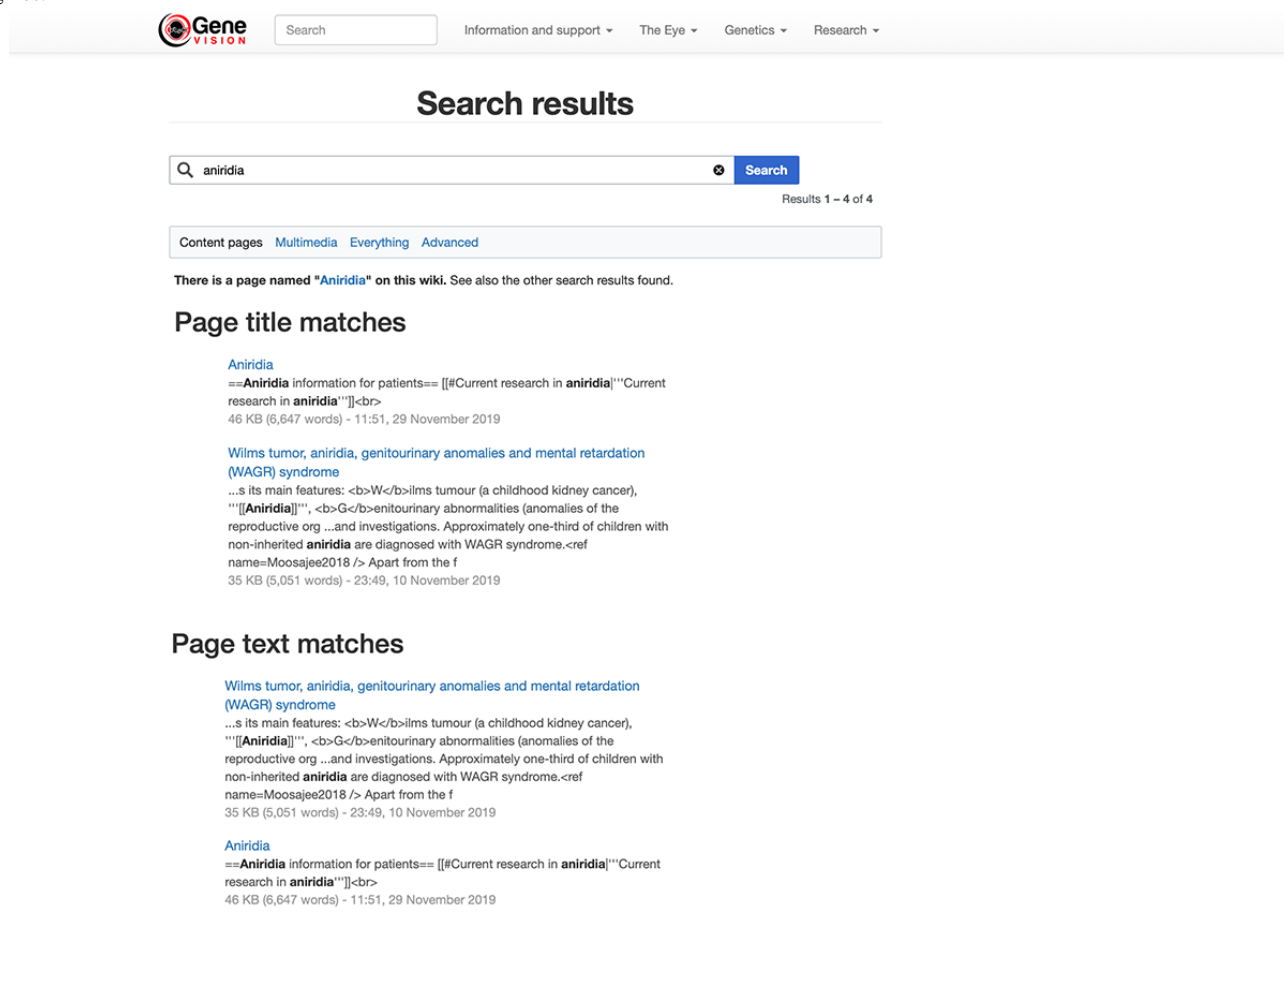 Gene
VISION
Search
Information and support
The Eye
Genetics
Research
Search results
aniridia
Search
Results 1 – 4 of 4
Content pages Multimedia Everything Advanced
There is a page named "Aniridia" on this wiki. See also the other search results found.
Page title matches
Aniridia
==Aniridia information for patients== [[#Current research in aniridia|'''Current
research in aniridia''']]<br>
46 KB (6,647 words) - 11:51, 29 November 2019
Wilms tumor, aniridia, genitourinary anomalies and mental retardation
(WAGR) syndrome
...s its main features: <b>W</b>ilms tumour (a childhood kidney cancer),
'''[[Aniridia]]''', <b>G</b>enitourinary abnormalities (anomalies of the
reproductive org ...and investigations. Approximately one-third of children with
non-inherited aniridia are diagnosed with WAGR syndrome.<ref
name=Moosajee2018 /> Apart from the f
35 KB (5,051 words) - 23:49, 10 November 2019
Page text matches
Wilms tumor, aniridia, genitourinary anomalies and mental retardation
(WAGR) syndrome
...s its main features: <b>W</b>ilms tumour (a childhood kidney cancer),
'''[[Aniridia]]''', <b>G</b>enitourinary abnormalities (anomalies of the
reproductive org ...and investigations. Approximately one-third of children with
non-inherited aniridia are diagnosed with WAGR syndrome.<ref
name=Moosajee2018 /> Apart from the f
35 KB (5,051 words) - 23:49, 10 November 2019
Aniridia
==Aniridia information for patients== [[#Current research in aniridia|'''Current
research in aniridia''']]<br>
46 KB (6,647 words) - 11:51, 29 November 2019